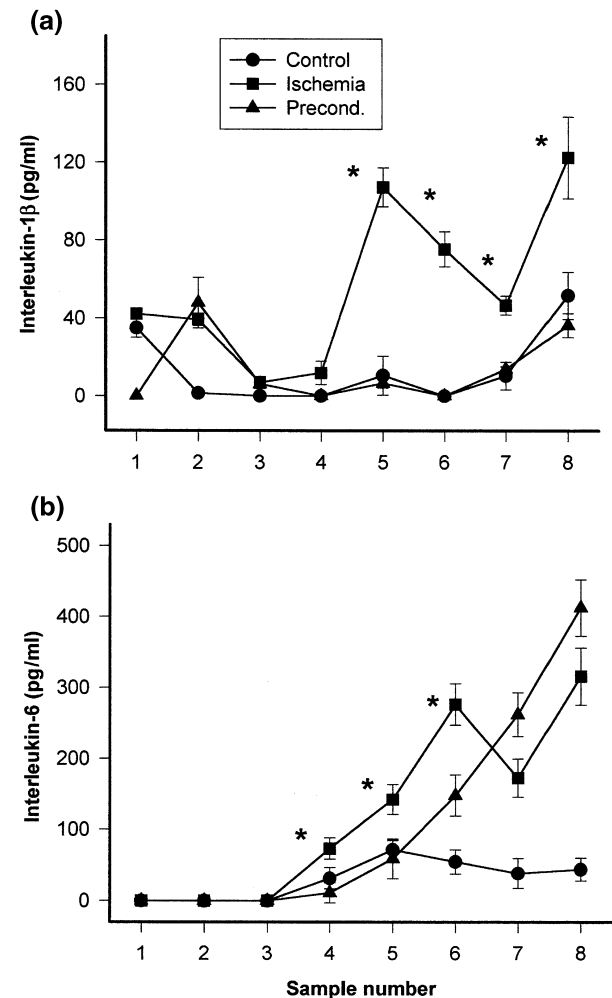 (a)
Control
Ischemia
Precond.
Interleukin-1β (pg/ml)
160
120
80
40
0
*
*
*
*
1 2 3 4 5 6 7 8
(b)
Interleukin-6 (pg/ml)
500
400
300
200
100
0
*
*
*
1 2 3 4 5 6 7 8
Sample number